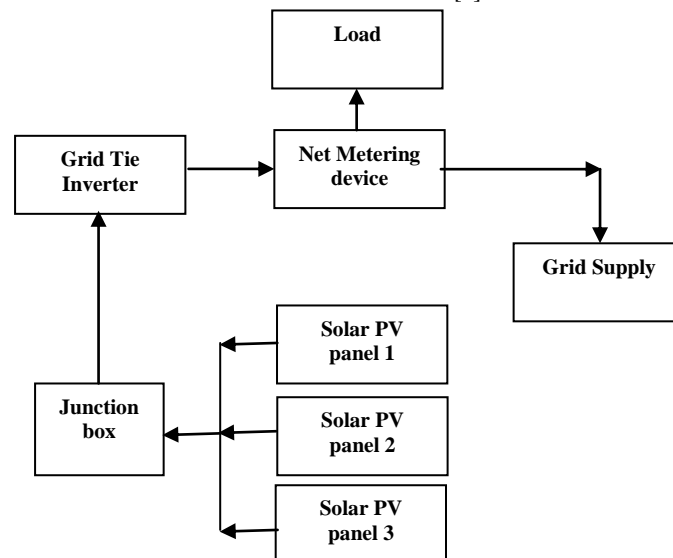 Load
Grid Tie
Inverter
Net Metering
device
Grid Supply
Solar PV
panel 1
Junction
box
Solar PV
panel 2
Solar PV
panel 3